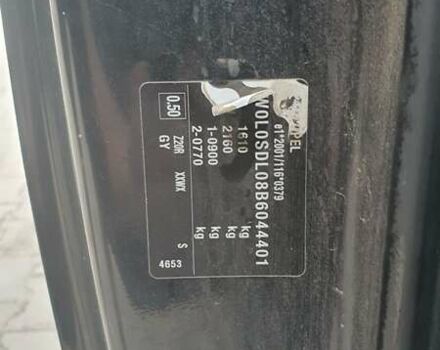 OPEL
e1*2001/116*0379
W0L0SDL08B6044401
1610 kg
2160 kg
1-0900 kg
2-0770 kg
0.50
Z20R XXWX S
GY
4653